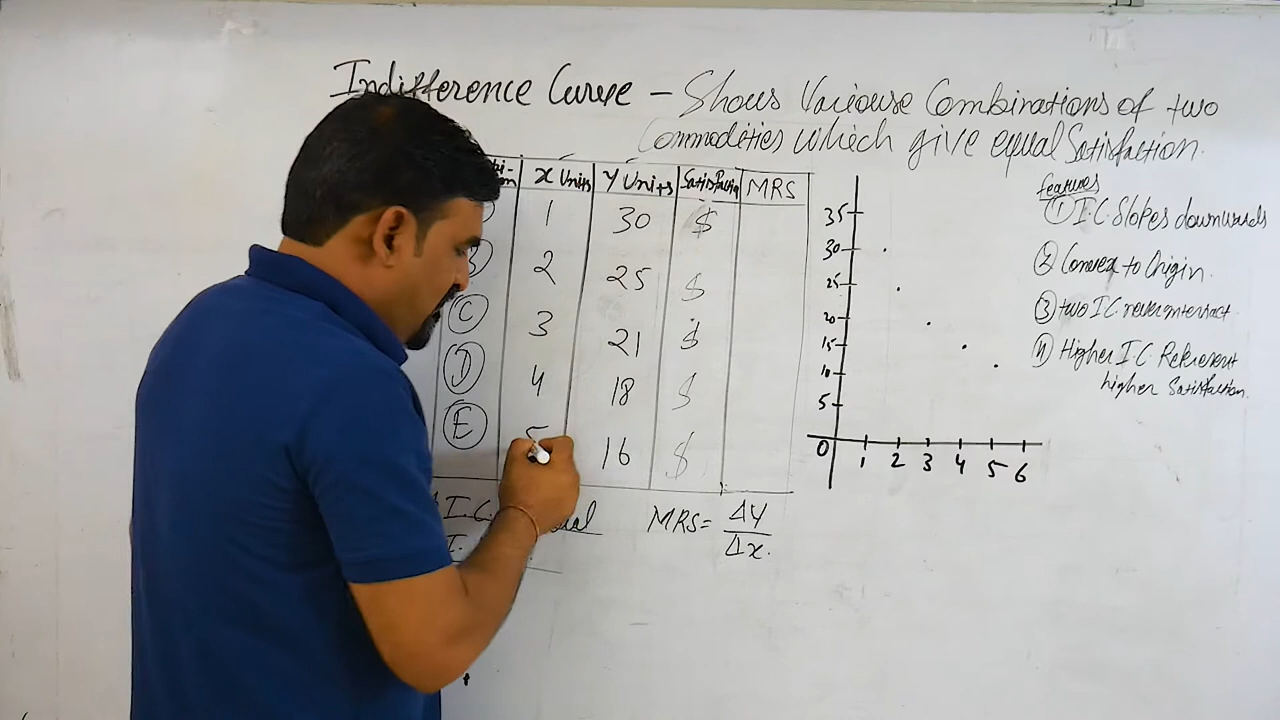 Indifference Curve - Shows Variouse Combinations of two
Commodities which give equal Satisfaction.
X Units Y Units Satisfaction MRS
1 30 $
2 25 $
C 3 21 $
D 4 18 $
E 5 16 $
MRS = ΔY
Δx.
35
30
25
20
15
10
5
0 1 2 3 4 5 6
features
① I.C Slopes downwards
② Convex to Origin.
③ two I.C never intersect.
④ Higher I C Represent
higher Satisfaction.